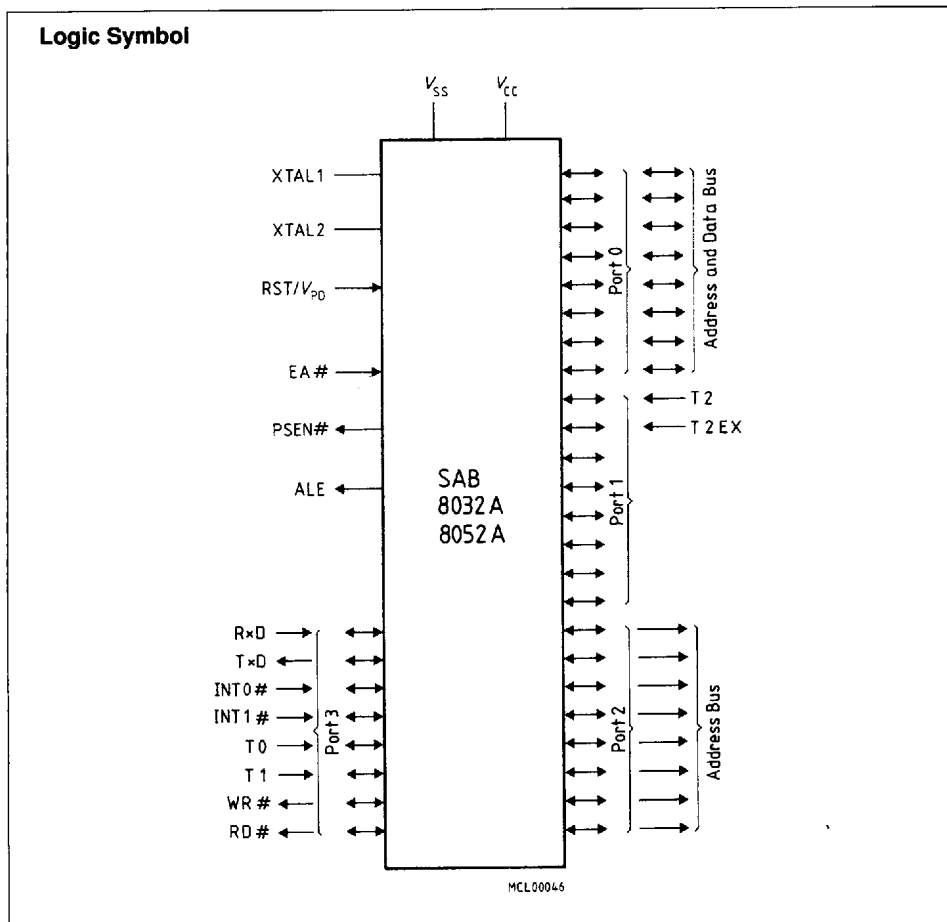 Logic Symbol
VSS VCC
XTAL1
XTAL2
RST/VPD
EA#
PSEN#
ALE
SAB
8032A
8052A
Port 0
Address and Data Bus
T2
T2EX
Port 1
RxD
TxD
INT0#
INT1#
T0
T1
WR#
RD#
Port 3
Port 2
Address Bus
MCL00046